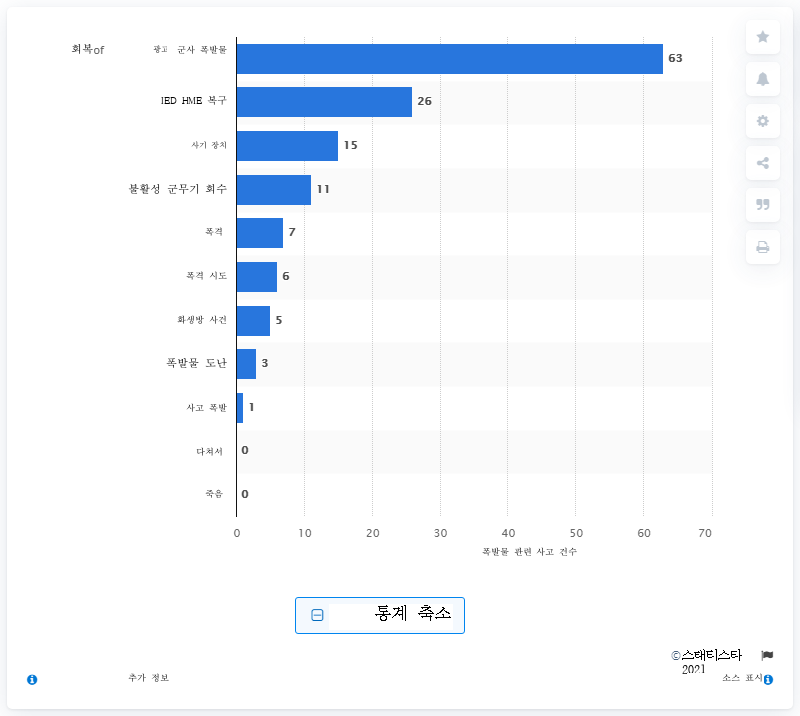 회복of 광고 군사 폭발물 63
IED HME 복구 26
사기 장치 15
불활성 군무기 회수 11
폭격 7
폭격 시도 6
화생방 사건 5
폭발물 도난 3
사고 폭발 1
다쳐서 0
죽음 0
0 10 20 30 40 50 60 70
폭발물 관련 사고 건수
통계 축소
©스태티스타
2021
추가 정보 소스 표시